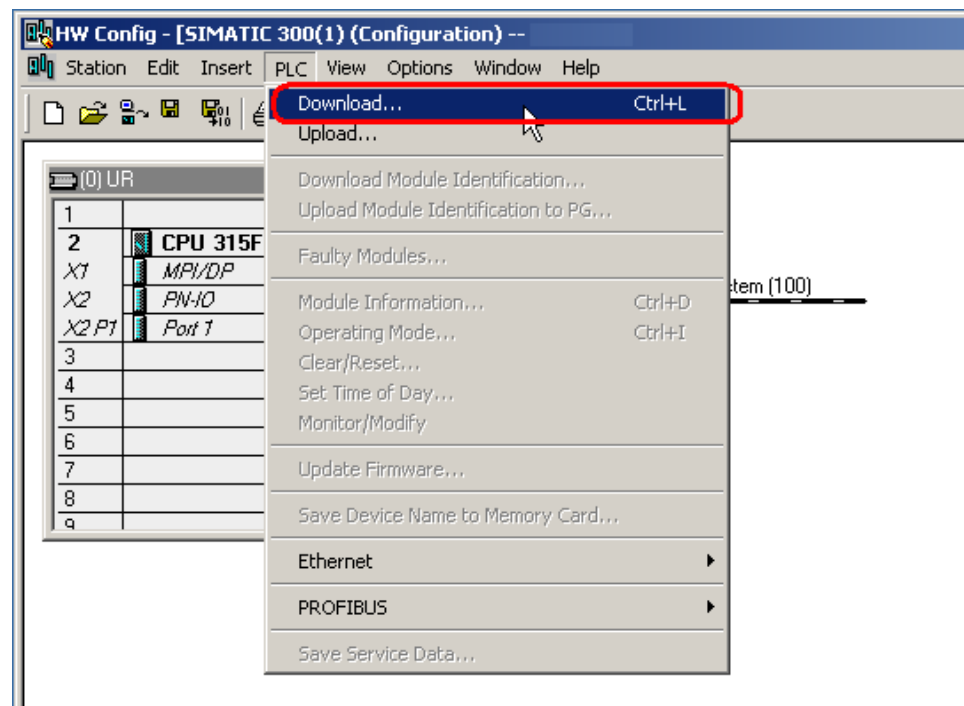 HW Config - [SIMATIC 300(1) (Configuration) --
Station Edit Insert PLC View Options Window Help
Download... Ctrl+L
Upload...
Download Module Identification...
Upload Module Identification to PG...
Faulty Modules...
Module Information... Ctrl+D
Operating Mode... Ctrl+I
Clear/Reset...
Set Time of Day...
Monitor/Modify
Update Firmware...
Save Device Name to Memory Card...
Ethernet
PROFIBUS
Save Service Data...
(0) UR
1
2 CPU 315F
X1 MPI/DP
X2 PN-IO
X2 P1 Port 1
3
4
5
6
7
8
9
stem (100)